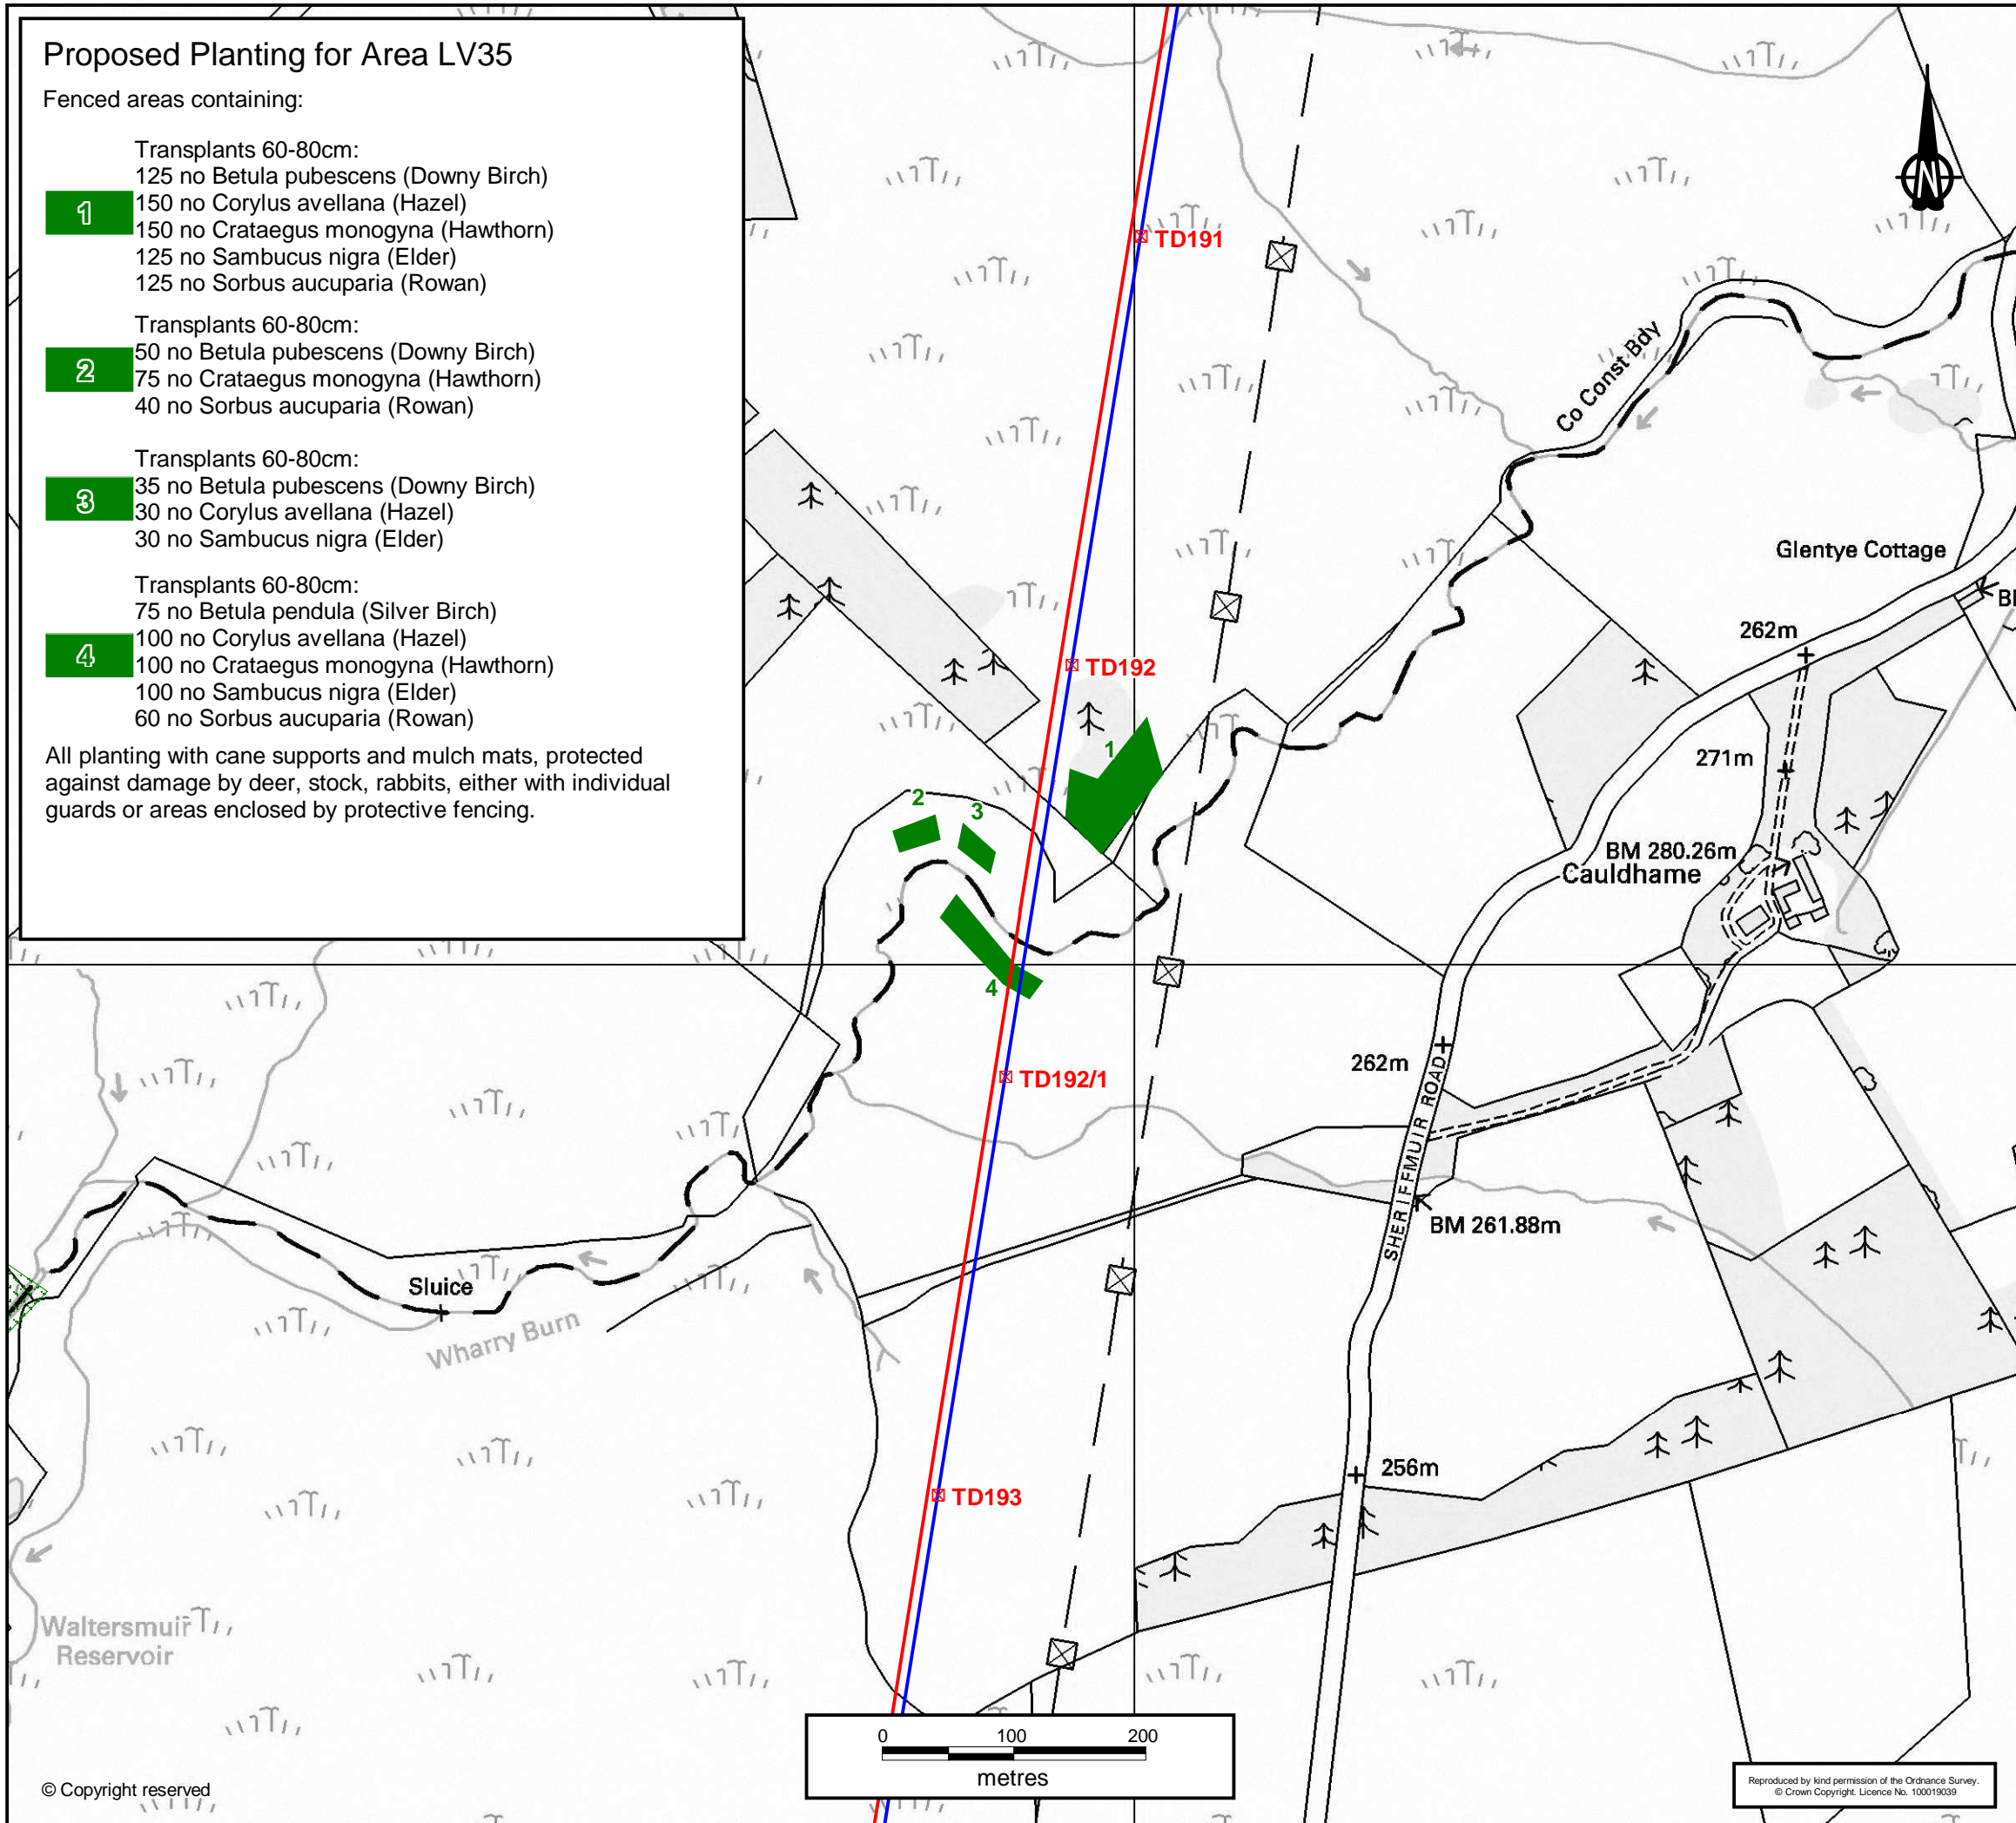 Proposed Planting for Area LV35
Fenced areas containing:
1
Transplants 60-80cm:
125 no Betula pubescens (Downy Birch)
150 no Corylus avellana (Hazel)
150 no Crataegus monogyna (Hawthorn)
125 no Sambucus nigra (Elder)
125 no Sorbus aucuparia (Rowan)
2
Transplants 60-80cm:
50 no Betula pubescens (Downy Birch)
75 no Crataegus monogyna (Hawthorn)
40 no Sorbus aucuparia (Rowan)
3
Transplants 60-80cm:
35 no Betula pubescens (Downy Birch)
30 no Corylus avellana (Hazel)
30 no Sambucus nigra (Elder)
4
Transplants 60-80cm:
75 no Betula pendula (Silver Birch)
100 no Corylus avellana (Hazel)
100 no Crataegus monogyna (Hawthorn)
100 no Sambucus nigra (Elder)
60 no Sorbus aucuparia (Rowan)
All planting with cane supports and mulch mats, protected
against damage by deer, stock, rabbits, either with individual
guards or areas enclosed by protective fencing.
N
TD191
Co Const Bdy
Glentye Cottage
262m
TD192
271m
1
2
3
BM 280.26m
Cauldhame
4
262m
TD192/1
SHERIFFMUIR ROAD
BM 261.88m
Sluice
Wharry Burn
256m
TD193
Waltersmuir
Reservoir
0 100 200
metres
© Copyright reserved
Reproduced by kind permission of the Ordnance Survey.
© Crown Copyright. Licence No. 100019039